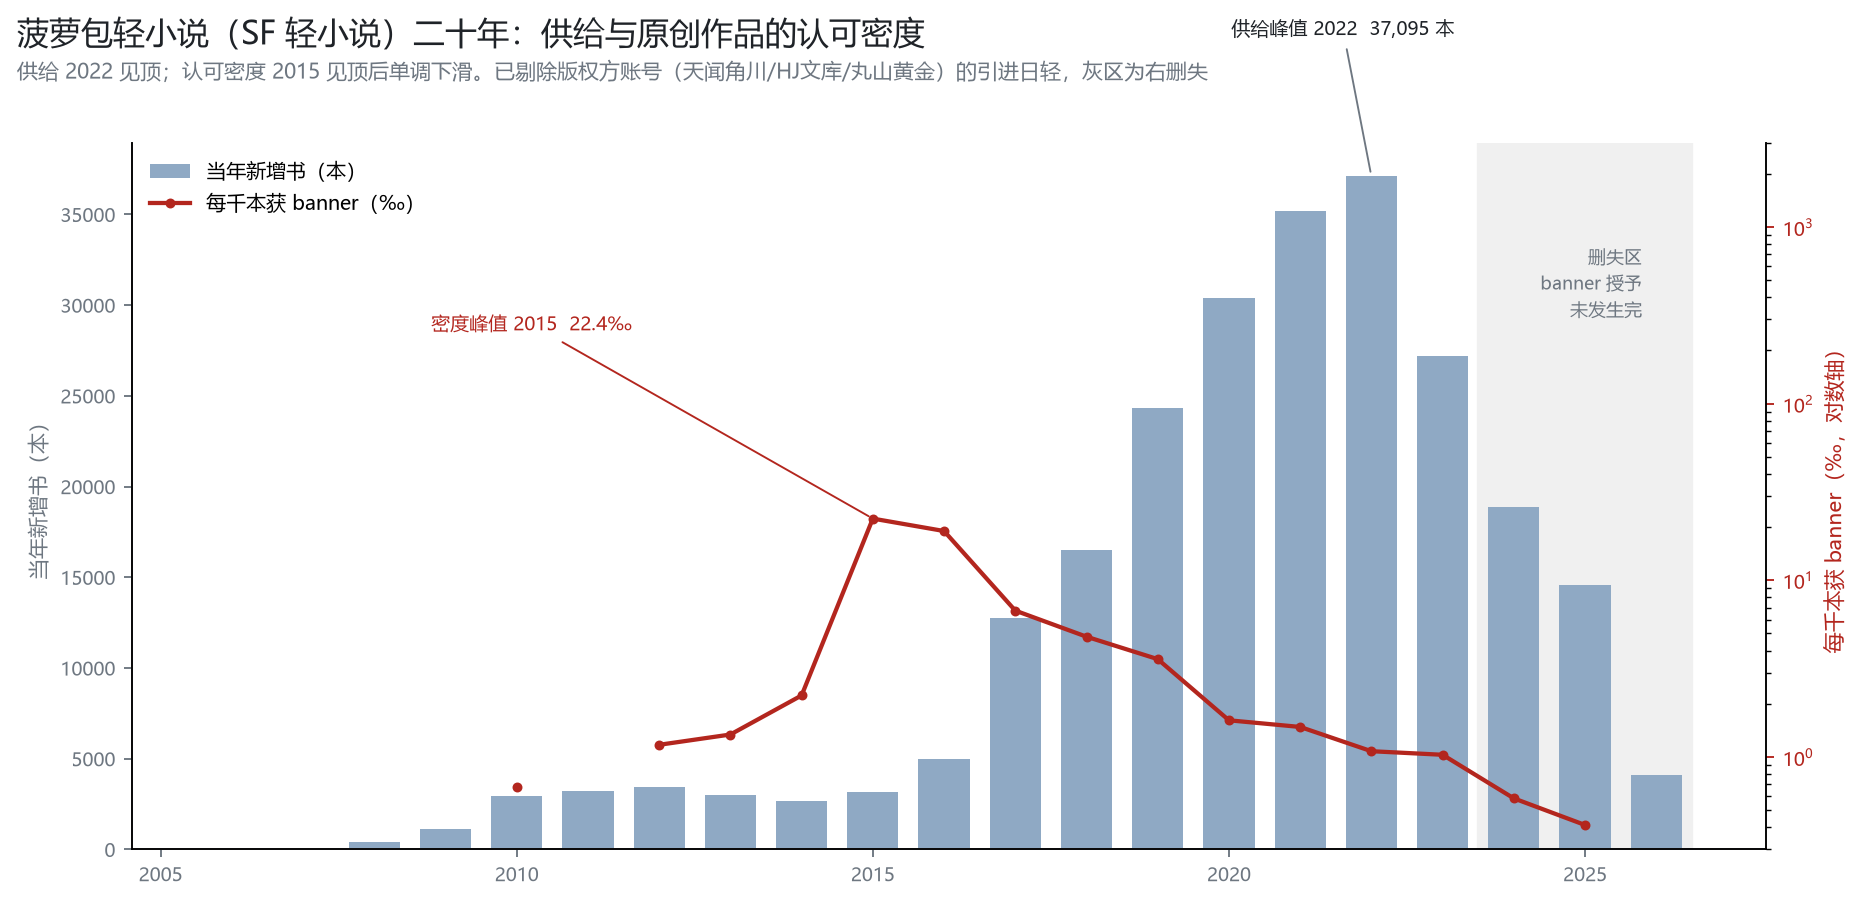 菠萝包轻小说（SF 轻小说）二十年：供给与原创作品的认可密度
供给 2022 见顶；认可密度 2015 见顶后单调下滑。已剔除版权方账号（天闻角川/HJ文库/丸山黄金）的引进日轻，灰区为右删失
供给峰值 2022  37,095 本
当年新增书（本）
每千本获 banner（‰）
密度峰值 2015  22.4‰
删失区
banner 授予
未发生完
当年新增书（本）
35000
30000
25000
20000
15000
10000
5000
0
2005
2010
2015
2020
2025
10³
10²
10¹
10⁰
每千本获 banner（‰，对数轴）